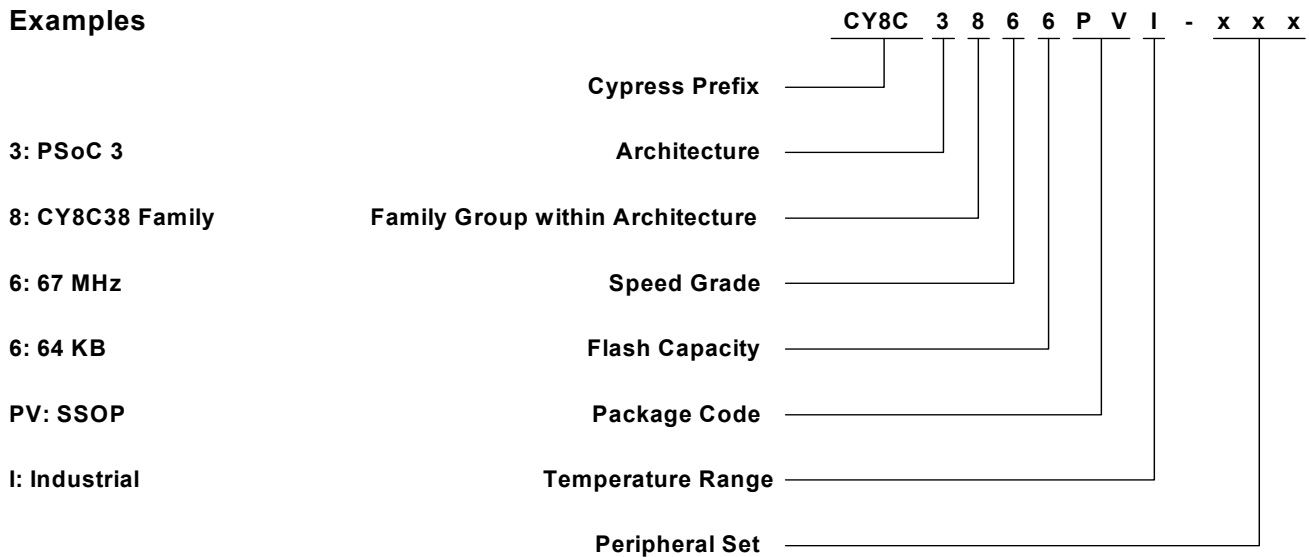 Examples CY8C 3 8 6 6 P V I - x x x
Cypress Prefix
3: PSoC 3 Architecture
8: CY8C38 Family Family Group within Architecture
6: 67 MHz Speed Grade
6: 64 KB Flash Capacity
PV: SSOP Package Code
I: Industrial Temperature Range
Peripheral Set